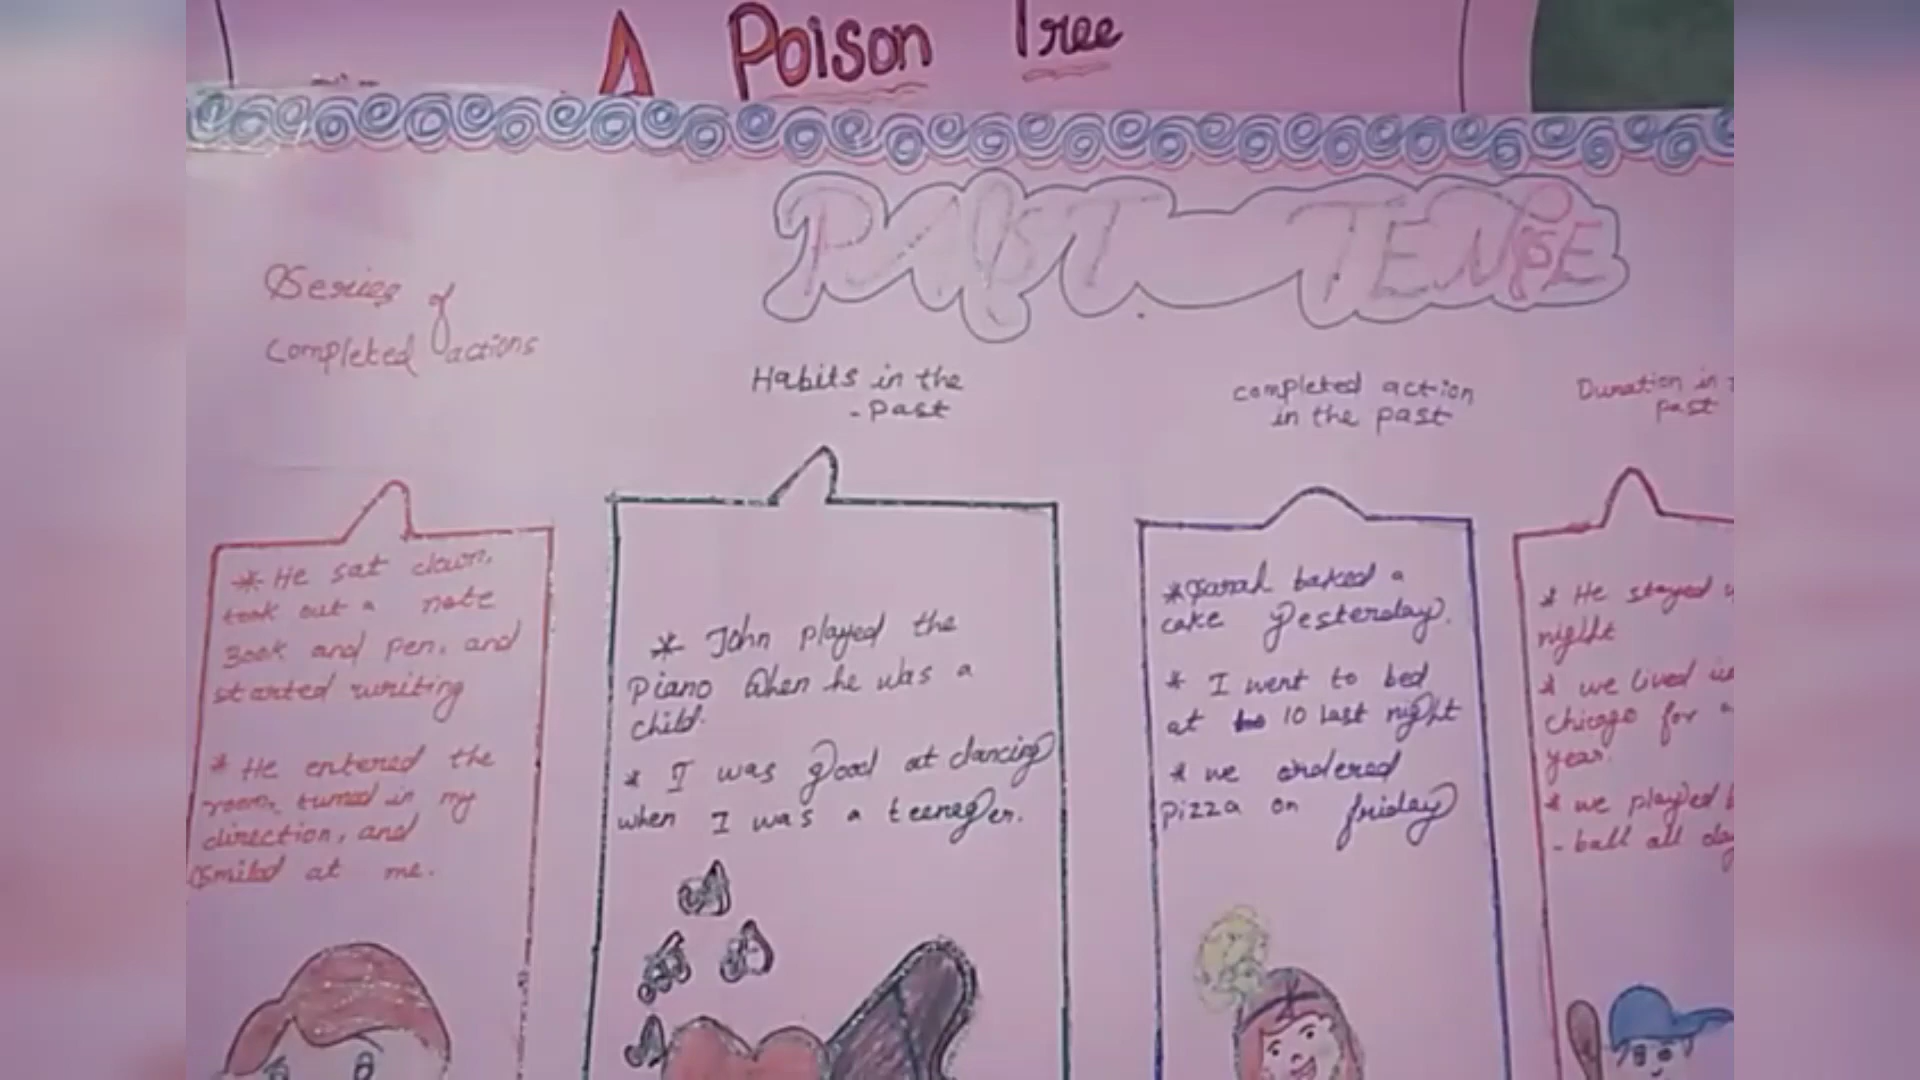 A Poison Tree
PAST TENSE
Series of
completed actions
Habits in the
- past
completed action
in the past
Duration in
past
* He sat down,
took out a note
Book and pen, and
started writing
* He entered the
room, turned in my
direction, and
smiled at me.
* John played the
piano when he was a
child.
* I was good at dancing
when I was a teenager.
* Sarah baked a
cake yesterday.
* I went to bed
at 10 last night
* we ordered
pizza on friday
* He stayed
night
* we lived in
chicago for a
year.
* we played
- ball all day